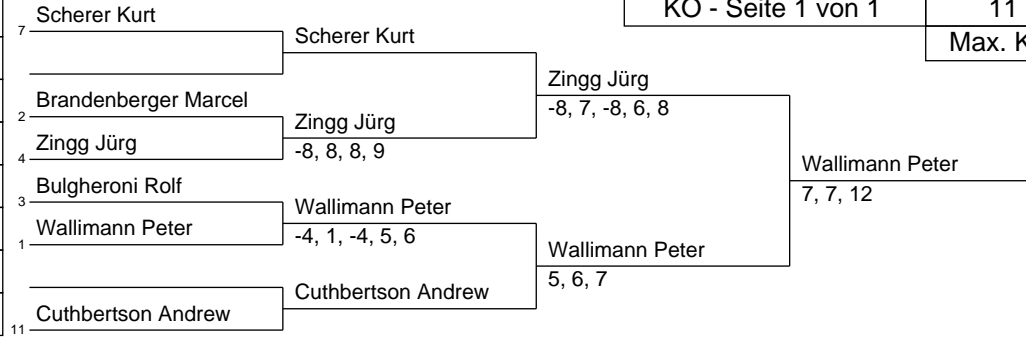 KO - Seite 1 von 1 11
Max. K
7 Scherer Kurt
Scherer Kurt
Zingg Jürg
-8, 7, -8, 6, 8
2 Brandenberger Marcel
Zingg Jürg
-8, 8, 8, 9
4 Zingg Jürg
Wallimann Peter
7, 7, 12
3 Bulgheroni Rolf
Wallimann Peter
-4, 1, -4, 5, 6
1 Wallimann Peter
Wallimann Peter
5, 6, 7
Cuthbertson Andrew
11 Cuthbertson Andrew